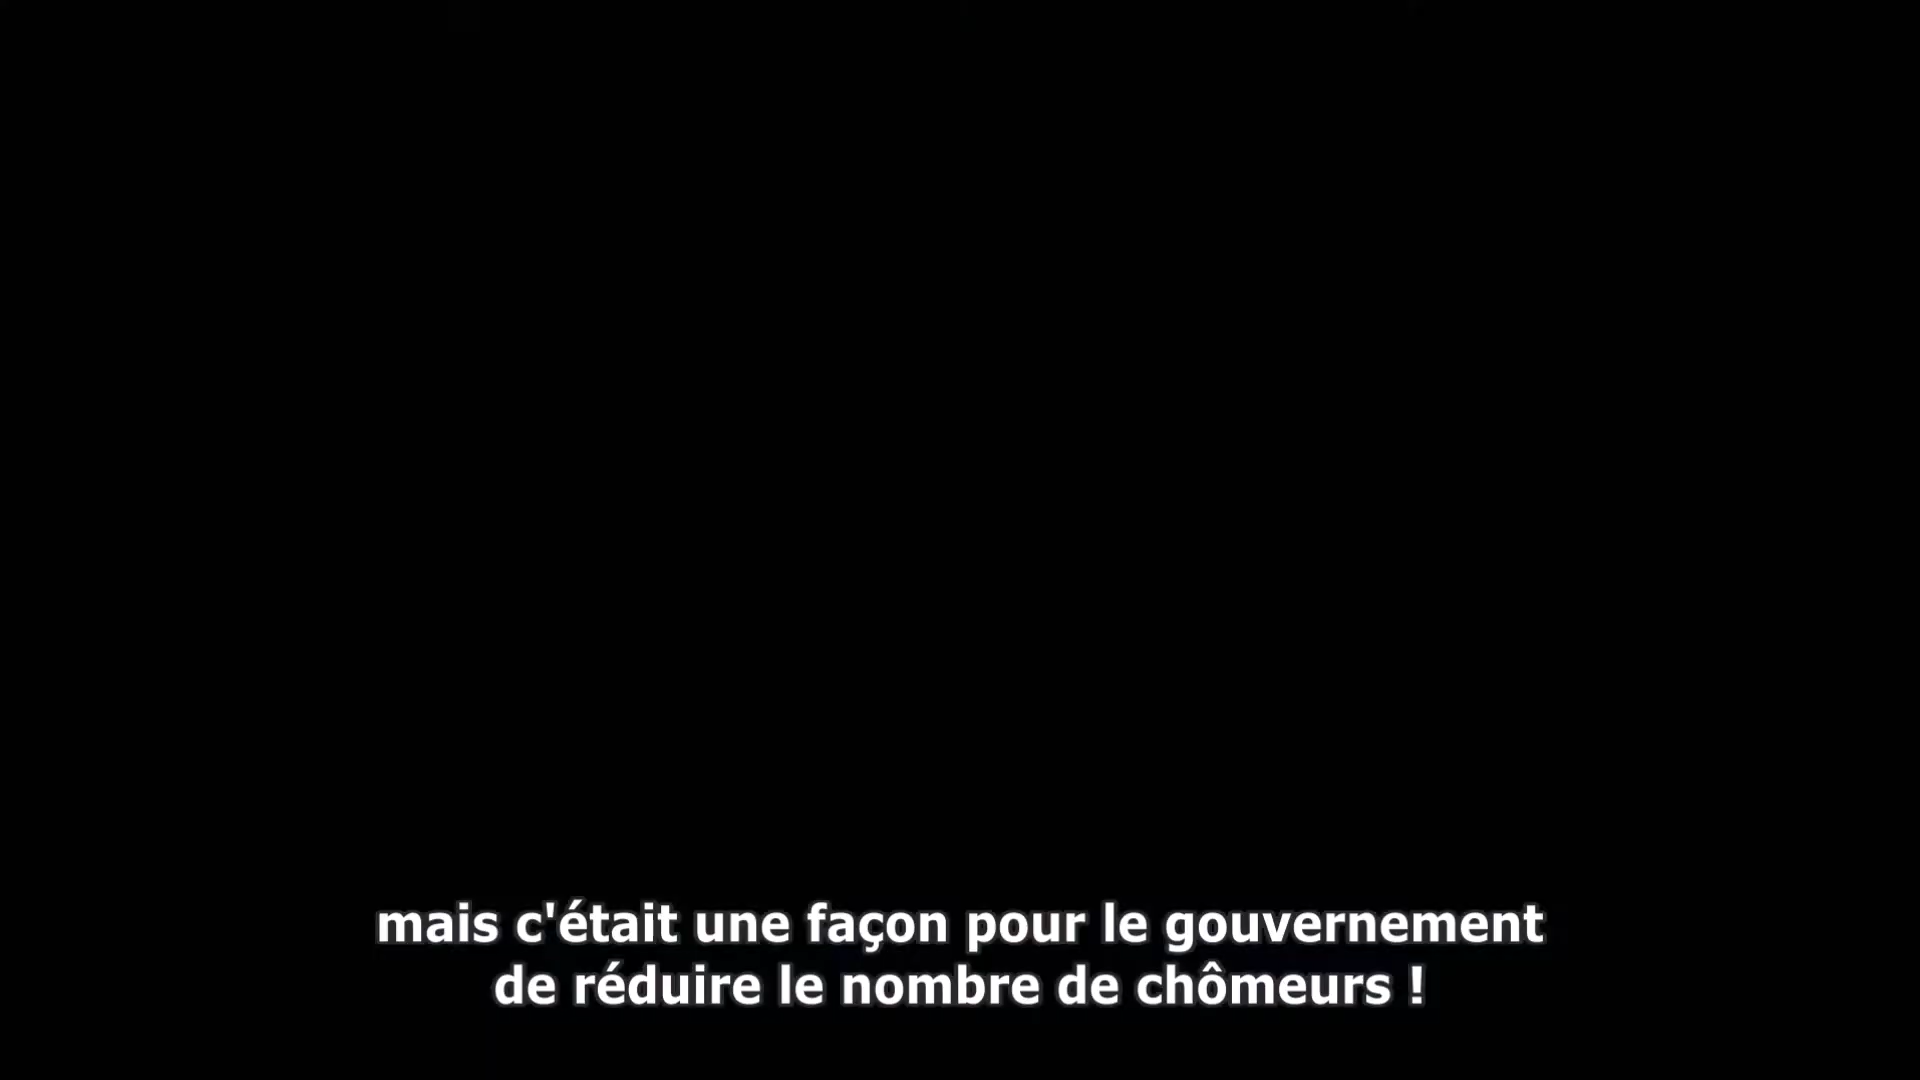 mais c'était une façon pour le gouvernement
de réduire le nombre de chômeurs !